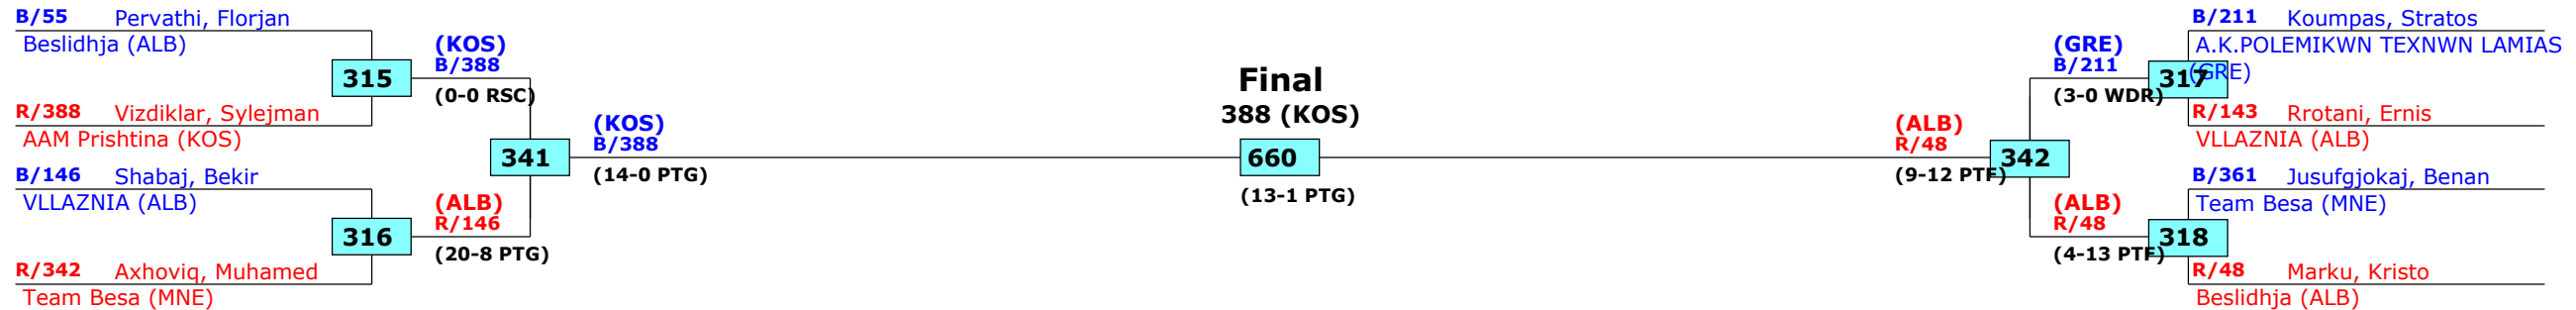 B/55 Pervathi, Florjan
Beslidhja (ALB)
315
R/388 Vizdiklar, Sylejman
AAM Prishtina (KOS)
B/146 Shabaj, Bekir
VLLAZNIA (ALB)
316
R/342 Axhoviq, Muhamed
Team Besa (MNE)
(KOS)
B/388
(0-0 RSC)
341
(ALB)
R/146
(20-8 PTG)
(KOS)
B/388
(14-0 PTG)
Final
388 (KOS)
660
(13-1 PTG)
(ALB)
R/48
(9-12 PTF)
342
(GRE)
B/211
(3-0 WDR)
(ALB)
R/48
(4-13 PTF)
B/211 Koumpas, Stratos
A.K.POLEMIKWN TEXNWN LAMIAS
(GRE)
317
R/143 Rrotani, Ernis
VLLAZNIA (ALB)
B/361 Jusufgjokaj, Benan
Team Besa (MNE)
318
R/48 Marku, Kristo
Beslidhja (ALB)